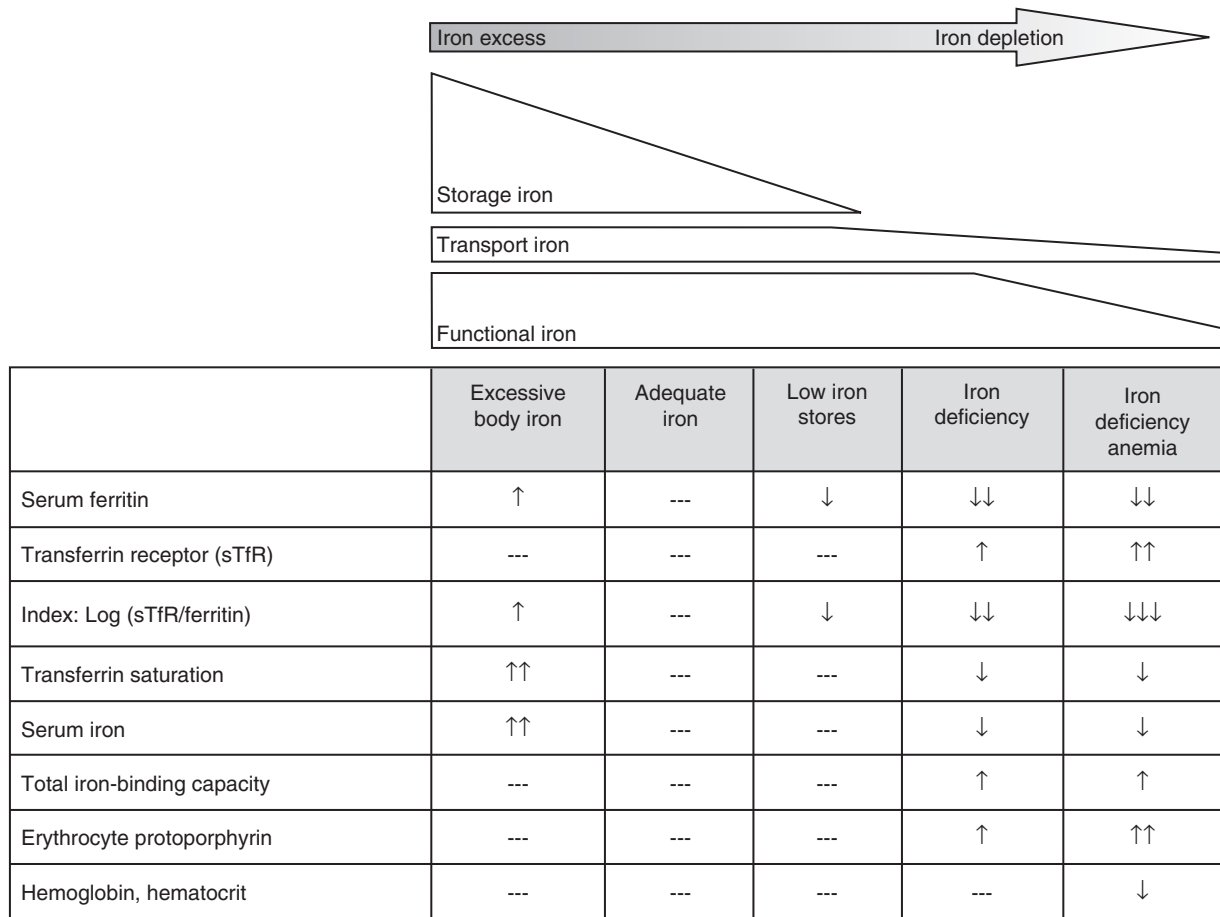 Iron excess Iron depletion
Storage iron
Transport iron
Functional iron
Excessive body iron Adequate iron Low iron stores Iron deficiency Iron deficiency anemia
Serum ferritin ↑ --- ↓ ↓↓ ↓↓
Transferrin receptor (sTfR) --- --- --- ↑ ↑↑
Index: Log (sTfR/ferritin) ↑ --- ↓ ↓↓ ↓↓↓
Transferrin saturation ↑↑ --- --- ↓ ↓
Serum iron ↑↑ --- --- ↓ ↓
Total iron-binding capacity --- --- --- ↑ ↑
Erythrocyte protoporphyrin --- --- --- ↑ ↑↑
Hemoglobin, hematocrit --- --- --- --- ↓